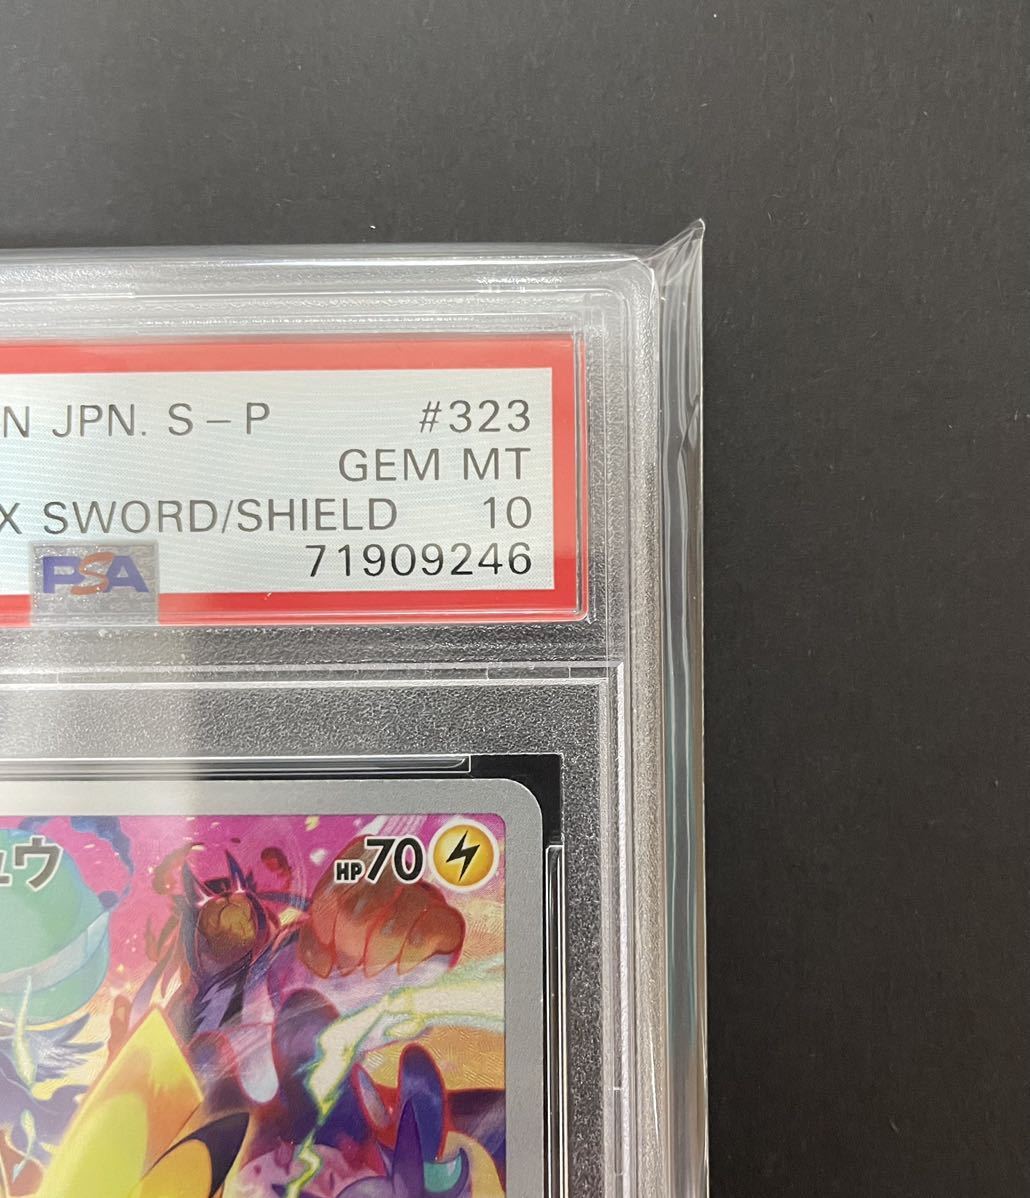 N JPN. S-P #323
GEM MT
X SWORD/SHIELD 10
PSA 71909246
ュウ HP70